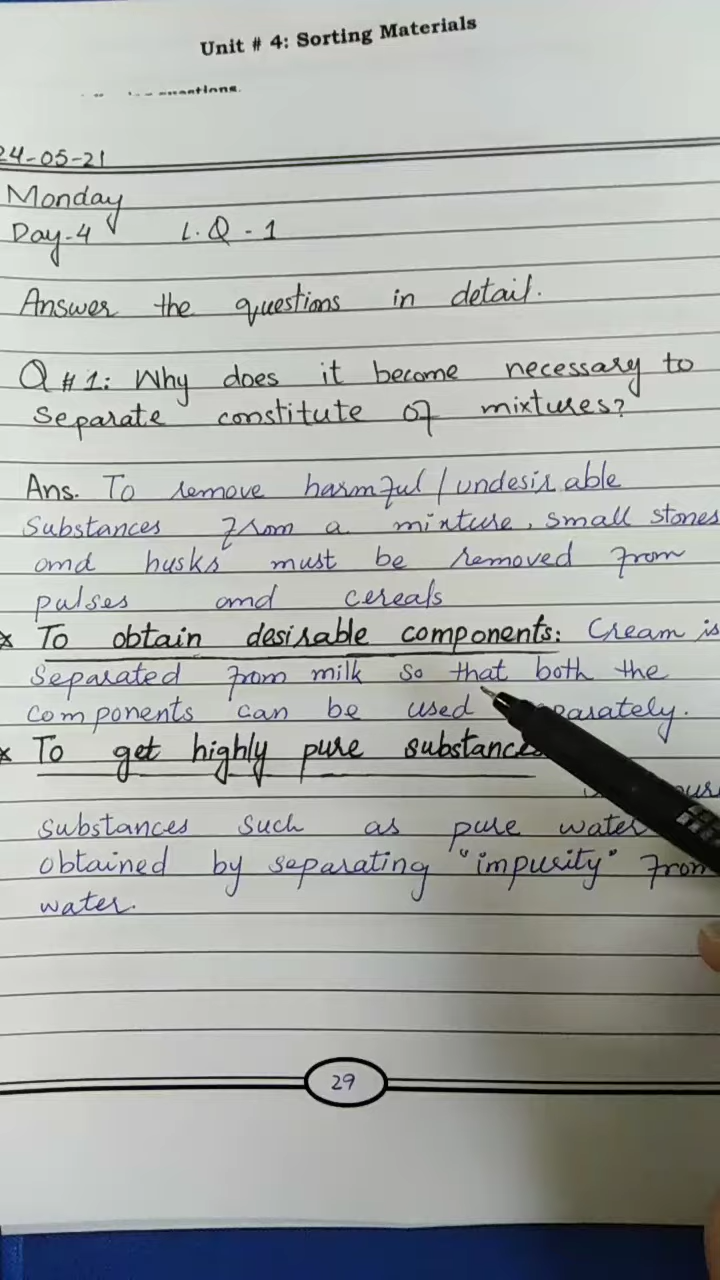 Unit # 4: Sorting Materials
24-05-21
Monday
Day-4 L.Q - 1
Answer the questions in detail.
Q # 1: Why does it become necessary to
separate constitute of mixtures?
Ans. To remove harmful/undesirable
substances from a mixture, small stones
and husks must be removed from
pulses and cereals
* To obtain desirable components: Cream is
separated from milk so that both the
components can be used
* To get highly pure substance
substances such as pure water
obtained by separating "impurity" from
water.
29